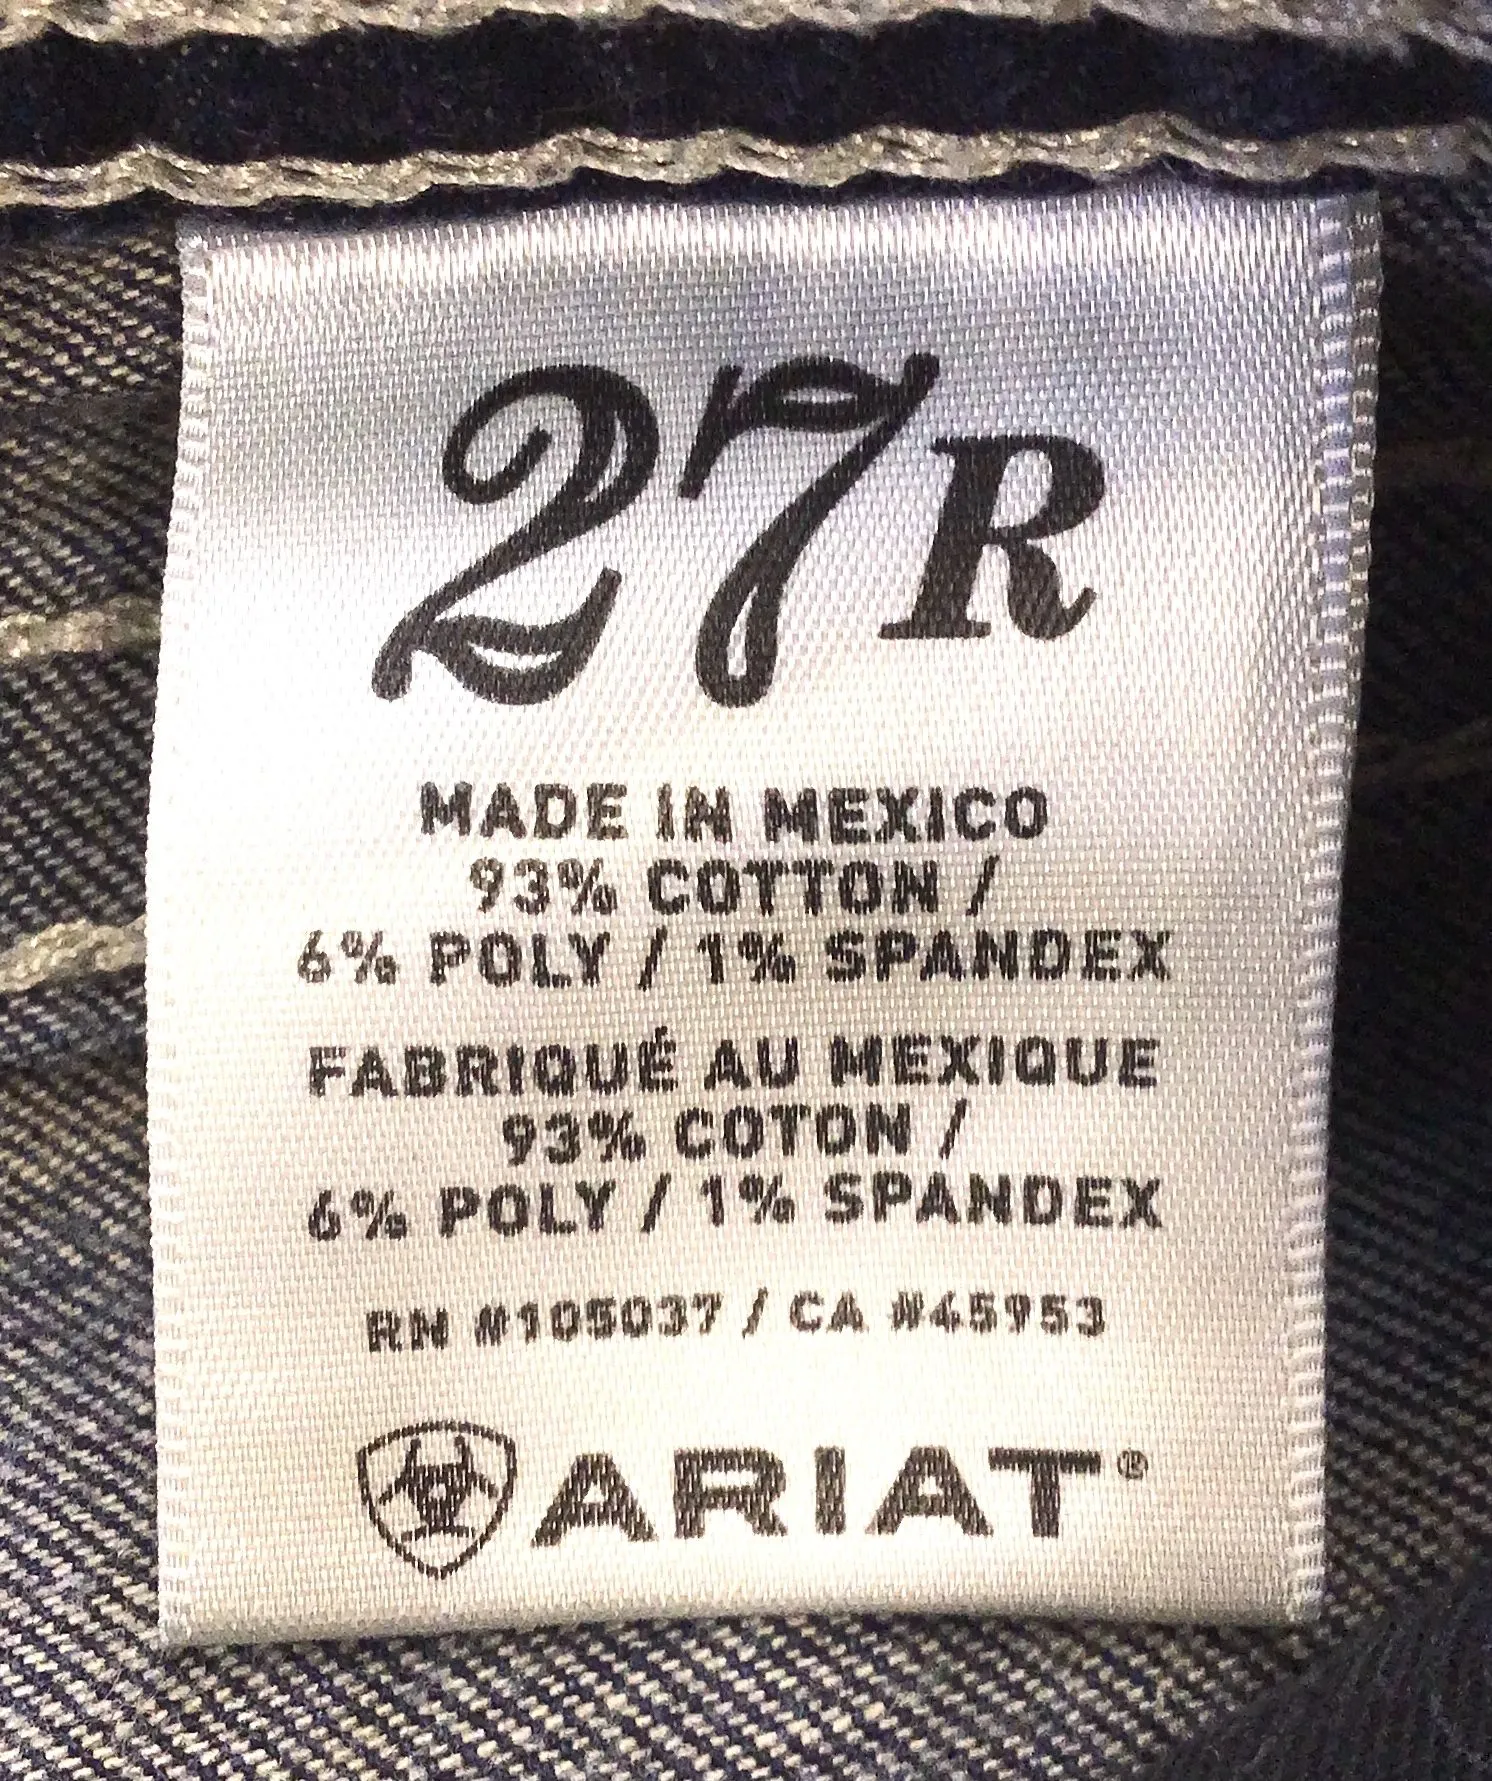 27R
MADE IN MEXICO
93% COTTON /
6% POLY / 1% SPANDEX
FABRIQUÉ AU MEXIQUE
93% COTON /
6% POLY / 1% SPANDEX
RN #105037 / CA #45953
ARIAT®